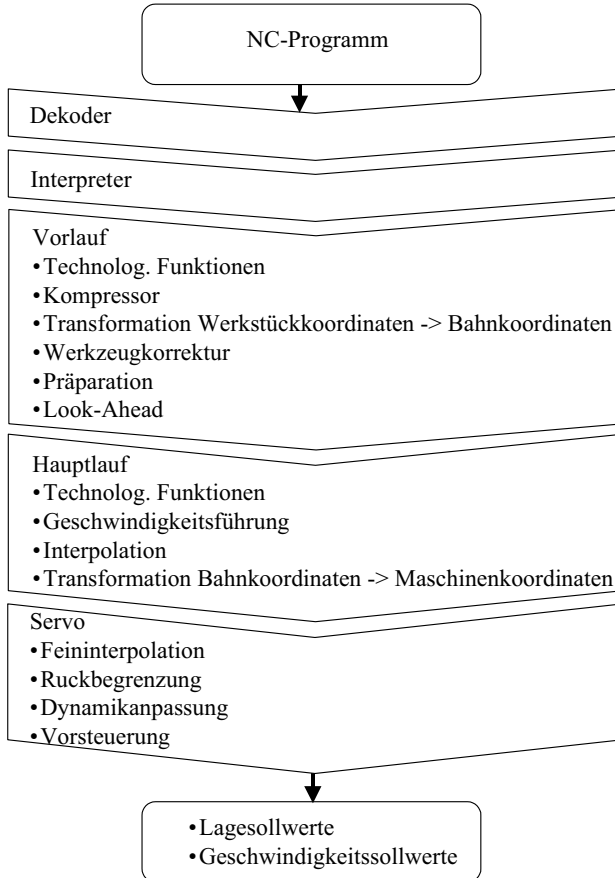 NC-Programm
Dekoder
Interpreter
Vorlauf
•Technolog. Funktionen
•Kompressor
•Transformation Werkstückkoordinaten -> Bahnkoordinaten
•Werkzeugkorrektur
•Präparation
•Look-Ahead
Hauptlauf
•Technolog. Funktionen
•Geschwindigkeitsführung
•Interpolation
•Transformation Bahnkoordinaten -> Maschinenkoordinaten
Servo
•Feininterpolation
•Ruckbegrenzung
•Dynamikanpassung
•Vorsteuerung
•Lagesollwerte
•Geschwindigkeitssollwerte